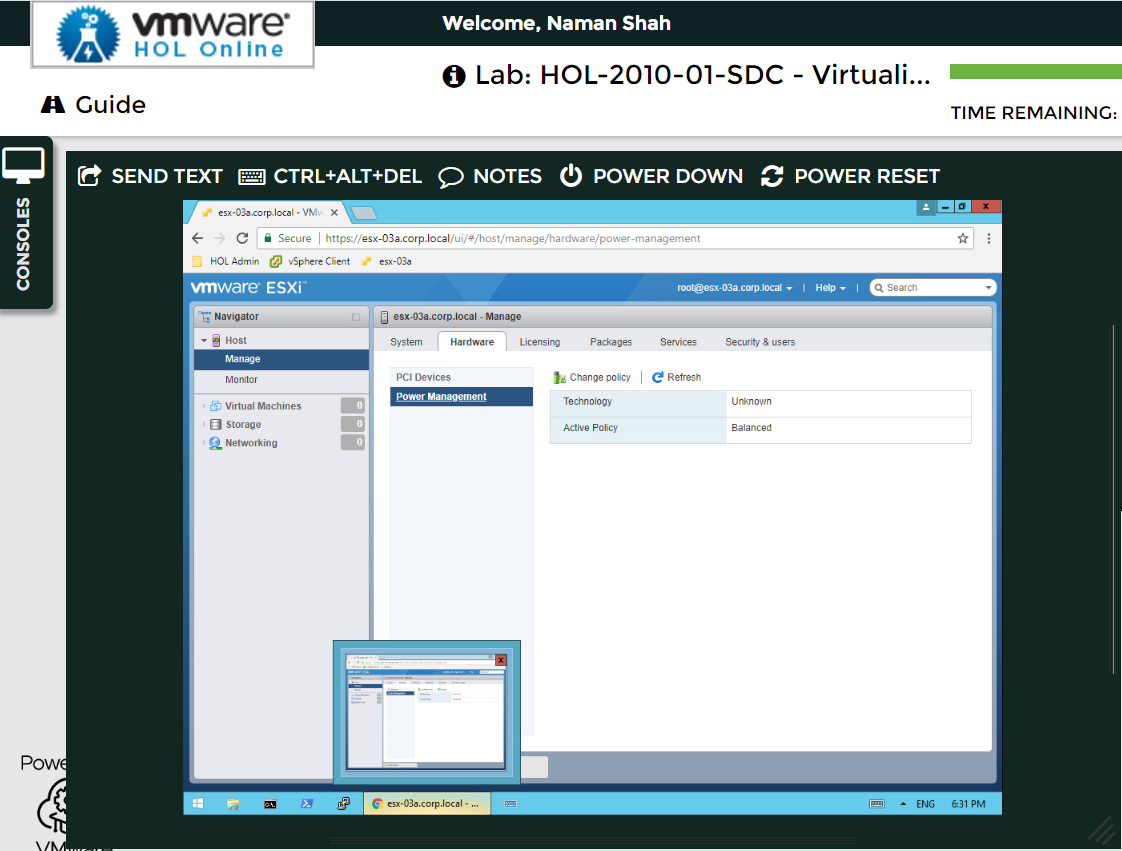 vmware®
HOL Online
Welcome, Naman Shah
Lab: HOL-2010-01-SDC - Virtuali...
Guide
TIME REMAINING:
CONSOLES
SEND TEXT CTRL+ALT+DEL NOTES POWER DOWN POWER RESET
esx-03a.corp.local - VMw
Secure https://esx-03a.corp.local/ui/#/host/manage/hardware/power-management
HOL Admin vSphere Client esx-03a
vmware® ESXi™
root@esx-03a.corp.local | Help | Search
Navigator
esx-03a.corp.local - Manage
Host
System Hardware Licensing Packages Services Security & users
Manage
Monitor
PCI Devices
Change policy | Refresh
Power Management
Technology Unknown
Virtual Machines 0
Storage 0
Active Policy Balanced
Networking 0
esx-03a.corp.local - ...
ENG 6:31 PM
Powe
VMware